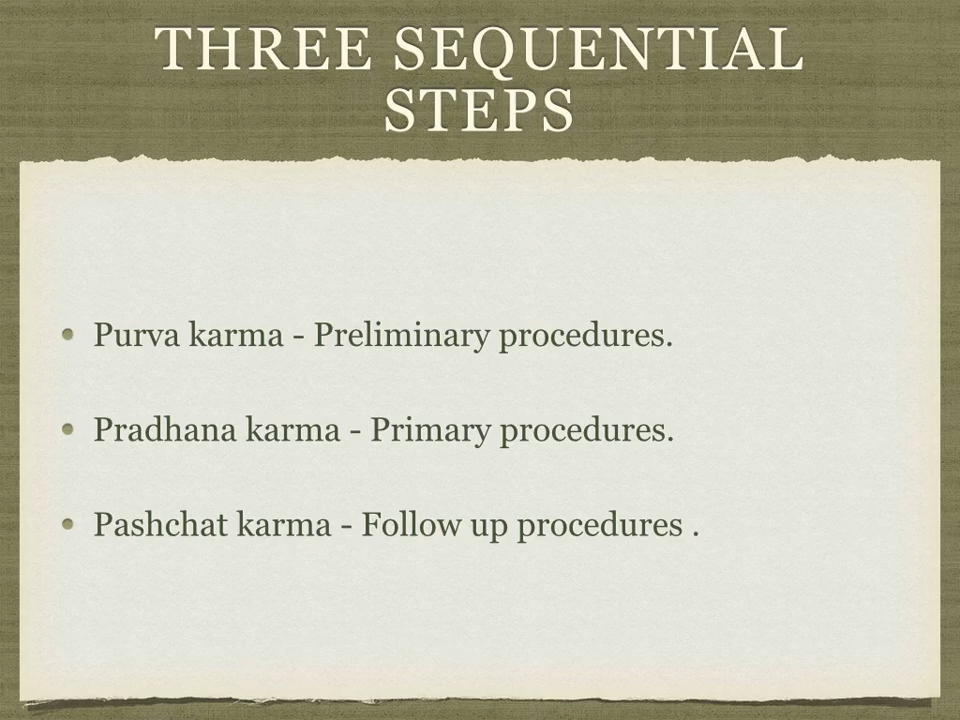 THREE SEQUENTIAL
STEPS
• Purva karma - Preliminary procedures.
• Pradhana karma - Primary procedures.
• Pashchat karma - Follow up procedures .